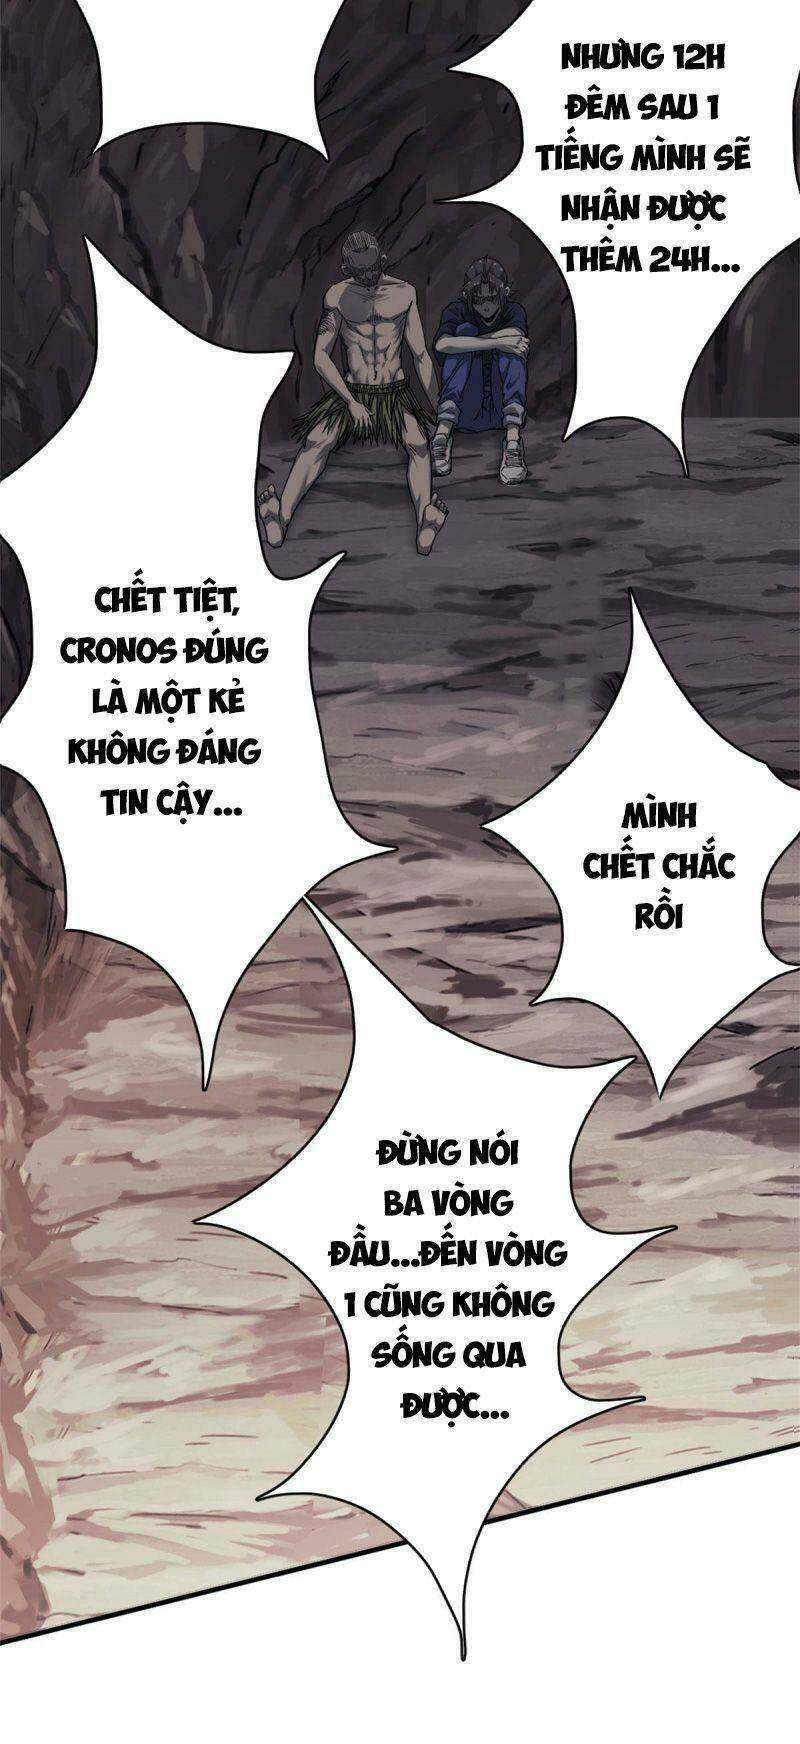 NHƯNG 12H
ĐÊM SAU 1
TIẾNG MÌNH SẼ
NHẬN ĐƯỢC
THÊM 24H...
CHẾT TIỆT,
CRONOS ĐÚNG
LÀ MỘT KẺ
KHÔNG ĐÁNG
TIN CẬY...
MÌNH
CHẾT CHẮC
RỒI
ĐỪNG NÓI
BA VÒNG
ĐẦU...ĐẾN VÒNG
1 CŨNG KHÔNG
SỐNG QUA
ĐƯỢC...